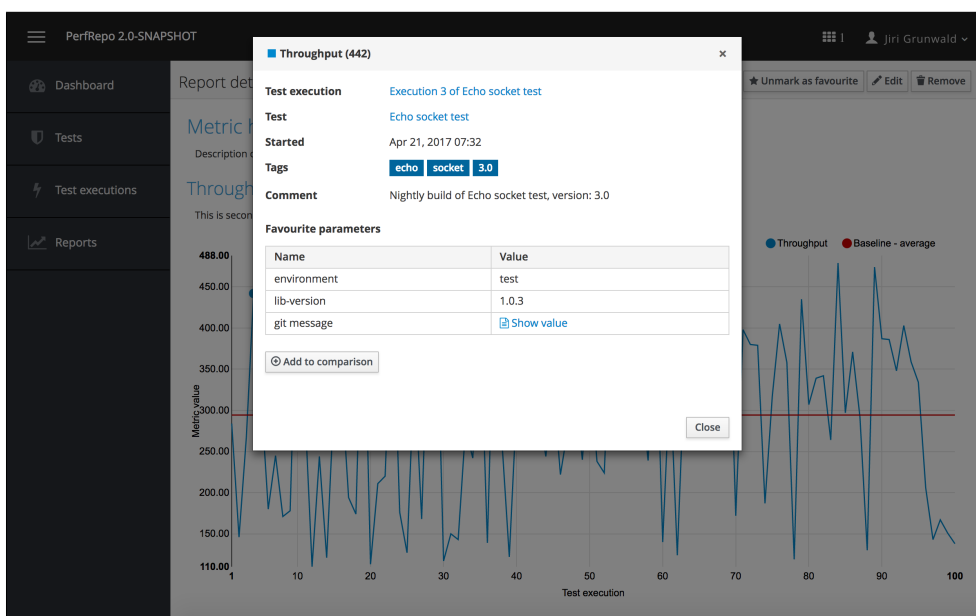 PerfRepo 2.0-SNAPSHOT
1 Jiri Grunwald
Dashboard
Tests
Test executions
Reports
Report det
Unmark as favourite Edit Remove
Metric h
Description o
Through
This is secon
Throughput (442) ×
Test execution Execution 3 of Echo socket test
Test Echo socket test
Started Apr 21, 2017 07:32
Tags echo socket 3.0
Comment Nightly build of Echo socket test, version: 3.0
Favourite parameters
Name Value
environment test
lib-version 1.0.3
git message Show value
Add to comparison
Close
Throughput Baseline - average
488.00
450.00
400.00
350.00
300.00
250.00
200.00
150.00
110.00
Metric value
1 10 20 30 40 50 60 70 80 90 100
Test execution